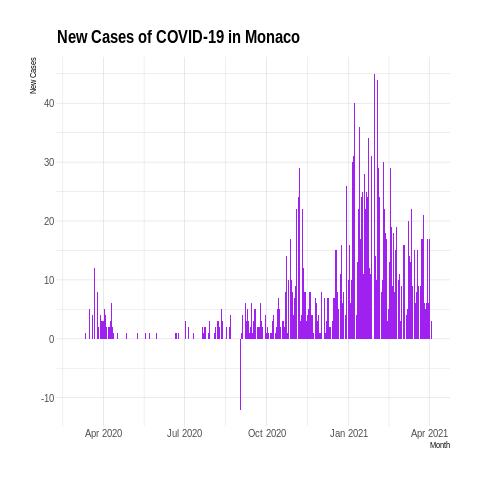 New Cases of COVID-19 in Monaco
New Cases
40
30
20
10
0
-10
Apr 2020
Jul 2020
Oct 2020
Jan 2021
Apr 2021
Month